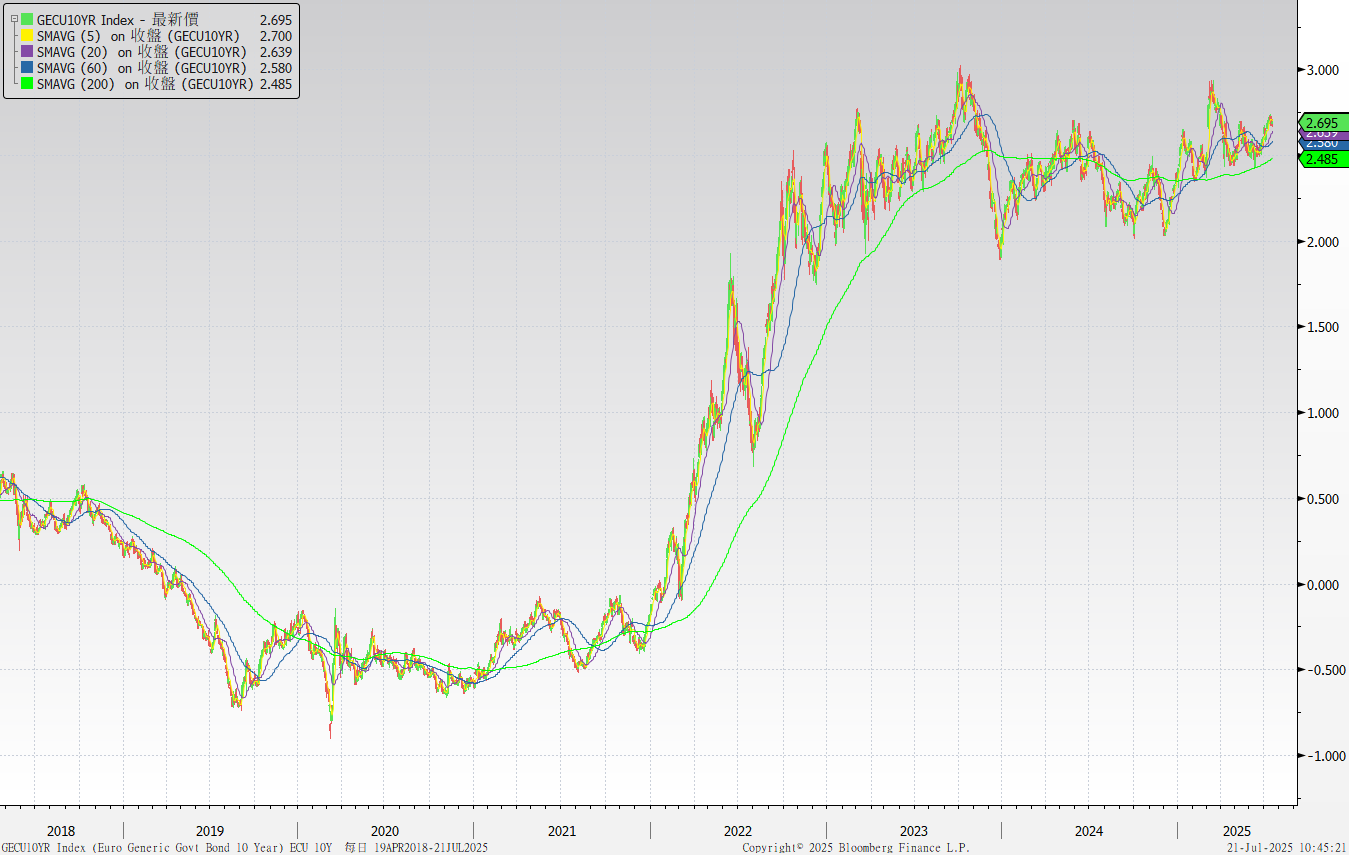 GECU10YR Index - 最新價 2.695
SMAVG (5) on 收盤 (GECU10YR) 2.700
SMAVG (20) on 收盤 (GECU10YR) 2.639
SMAVG (60) on 收盤 (GECU10YR) 2.580
SMAVG (200) on 收盤 (GECU10YR) 2.485
3.000
2.695
2.639
2.580
2.485
2.000
1.500
1.000
0.500
0.000
-0.500
-1.000
2018 2019 2020 2021 2022 2023 2024 2025
GECU10YR Index (Euro Generic Govt Bond 10 Year) ECU 10Y 每日 19APR2018-21JUL2025 Copyright© 2025 Bloomberg Finance L.P. 21-Jul-2025 10:45:21